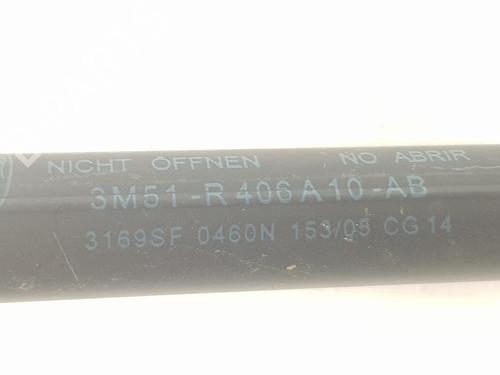 NICHT ÖFFNEN NO ABRIR
3M51-R406A10-AB
3169SF 0460N 153/05 CG14